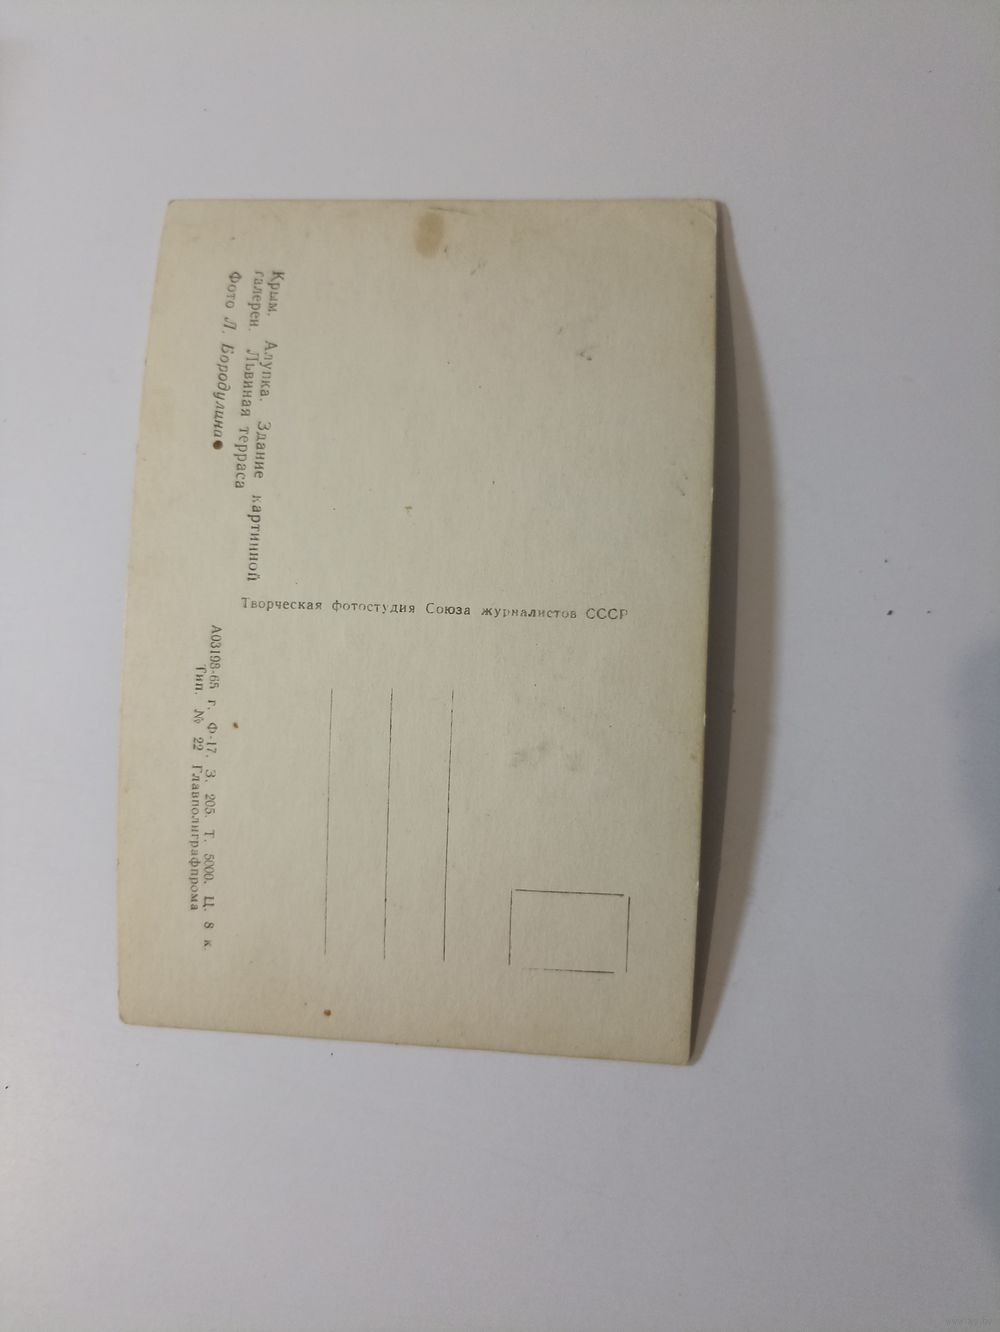 Крым. Алупка. Здание картинной
галереи. Львиная терраса
Фото Л. Бородулина
Творческая фотостудия Союза журналистов СССР
А03198-65 г. Ф-17. З. 205. Т. 5000. Ц. 8 к.
Тип. № 22 Главполиграфпрома